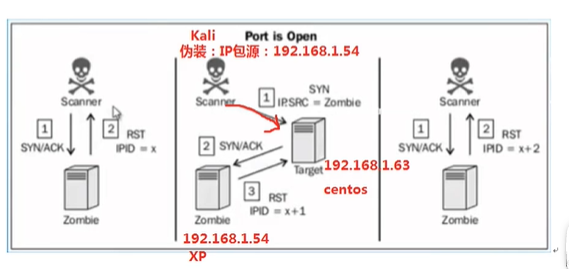 Kali
Port is Open
伪装：IP包源：192.168.1.54
Scanner
1
SYN/ACK
2
RST
IPID = x
Zombie
Scanner
1
SYN
IP.SRC = Zombie
2
SYN/ACK
Target
192.168.1.63
centos
3
RST
IPID = x+1
Zombie
192.168.1.54
XP
Scanner
1
SYN/ACK
2
RST
IPID = x+2
Zombie